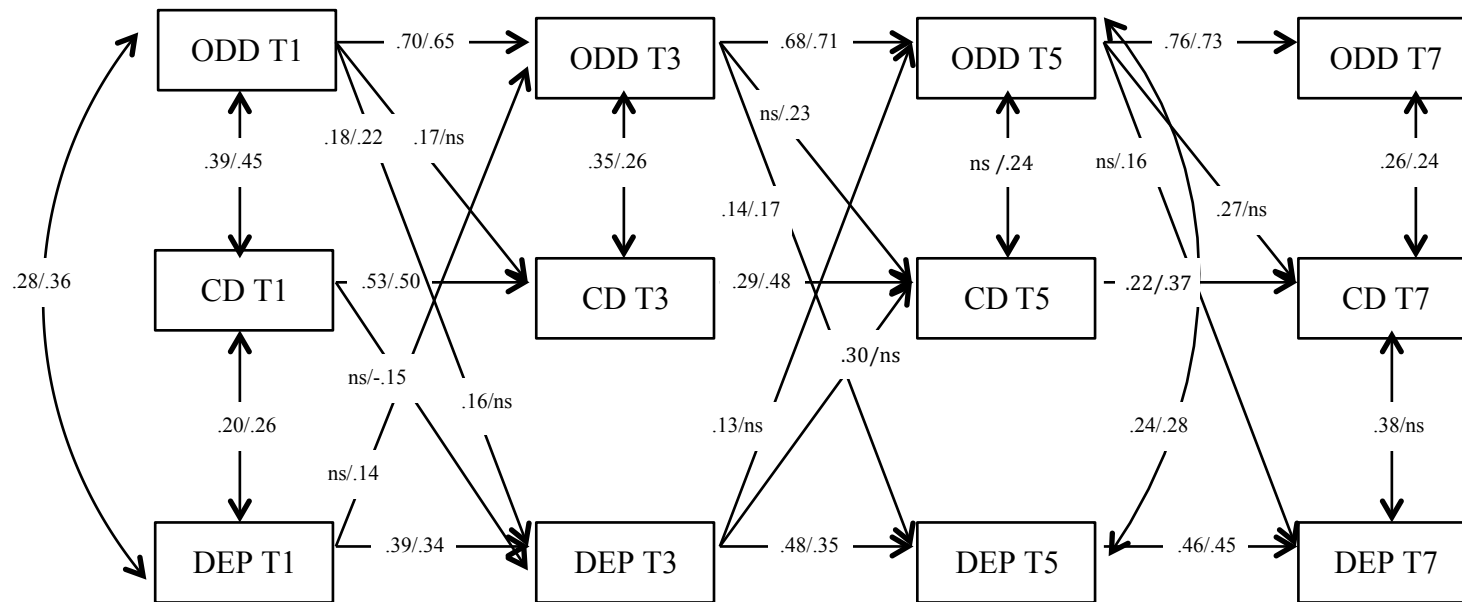 ODD T1
.70/.65
ODD T3
.68/.71
ODD T5
.76/.73
ODD T7
.39/.45
.18/.22
.17/ns
.35/.26
ns/.23
.14/.17
ns /.24
ns/.16
.27/ns
.26/.24
.28/.36
CD T1
.53/.50
CD T3
.29/.48
CD T5
.22/.37
CD T7
.20/.26
ns/-.15
.16/ns
ns/.14
.30/ns
.13/ns
.24/.28
.38/ns
DEP T1
.39/.34
DEP T3
.48/.35
DEP T5
.46/.45
DEP T7